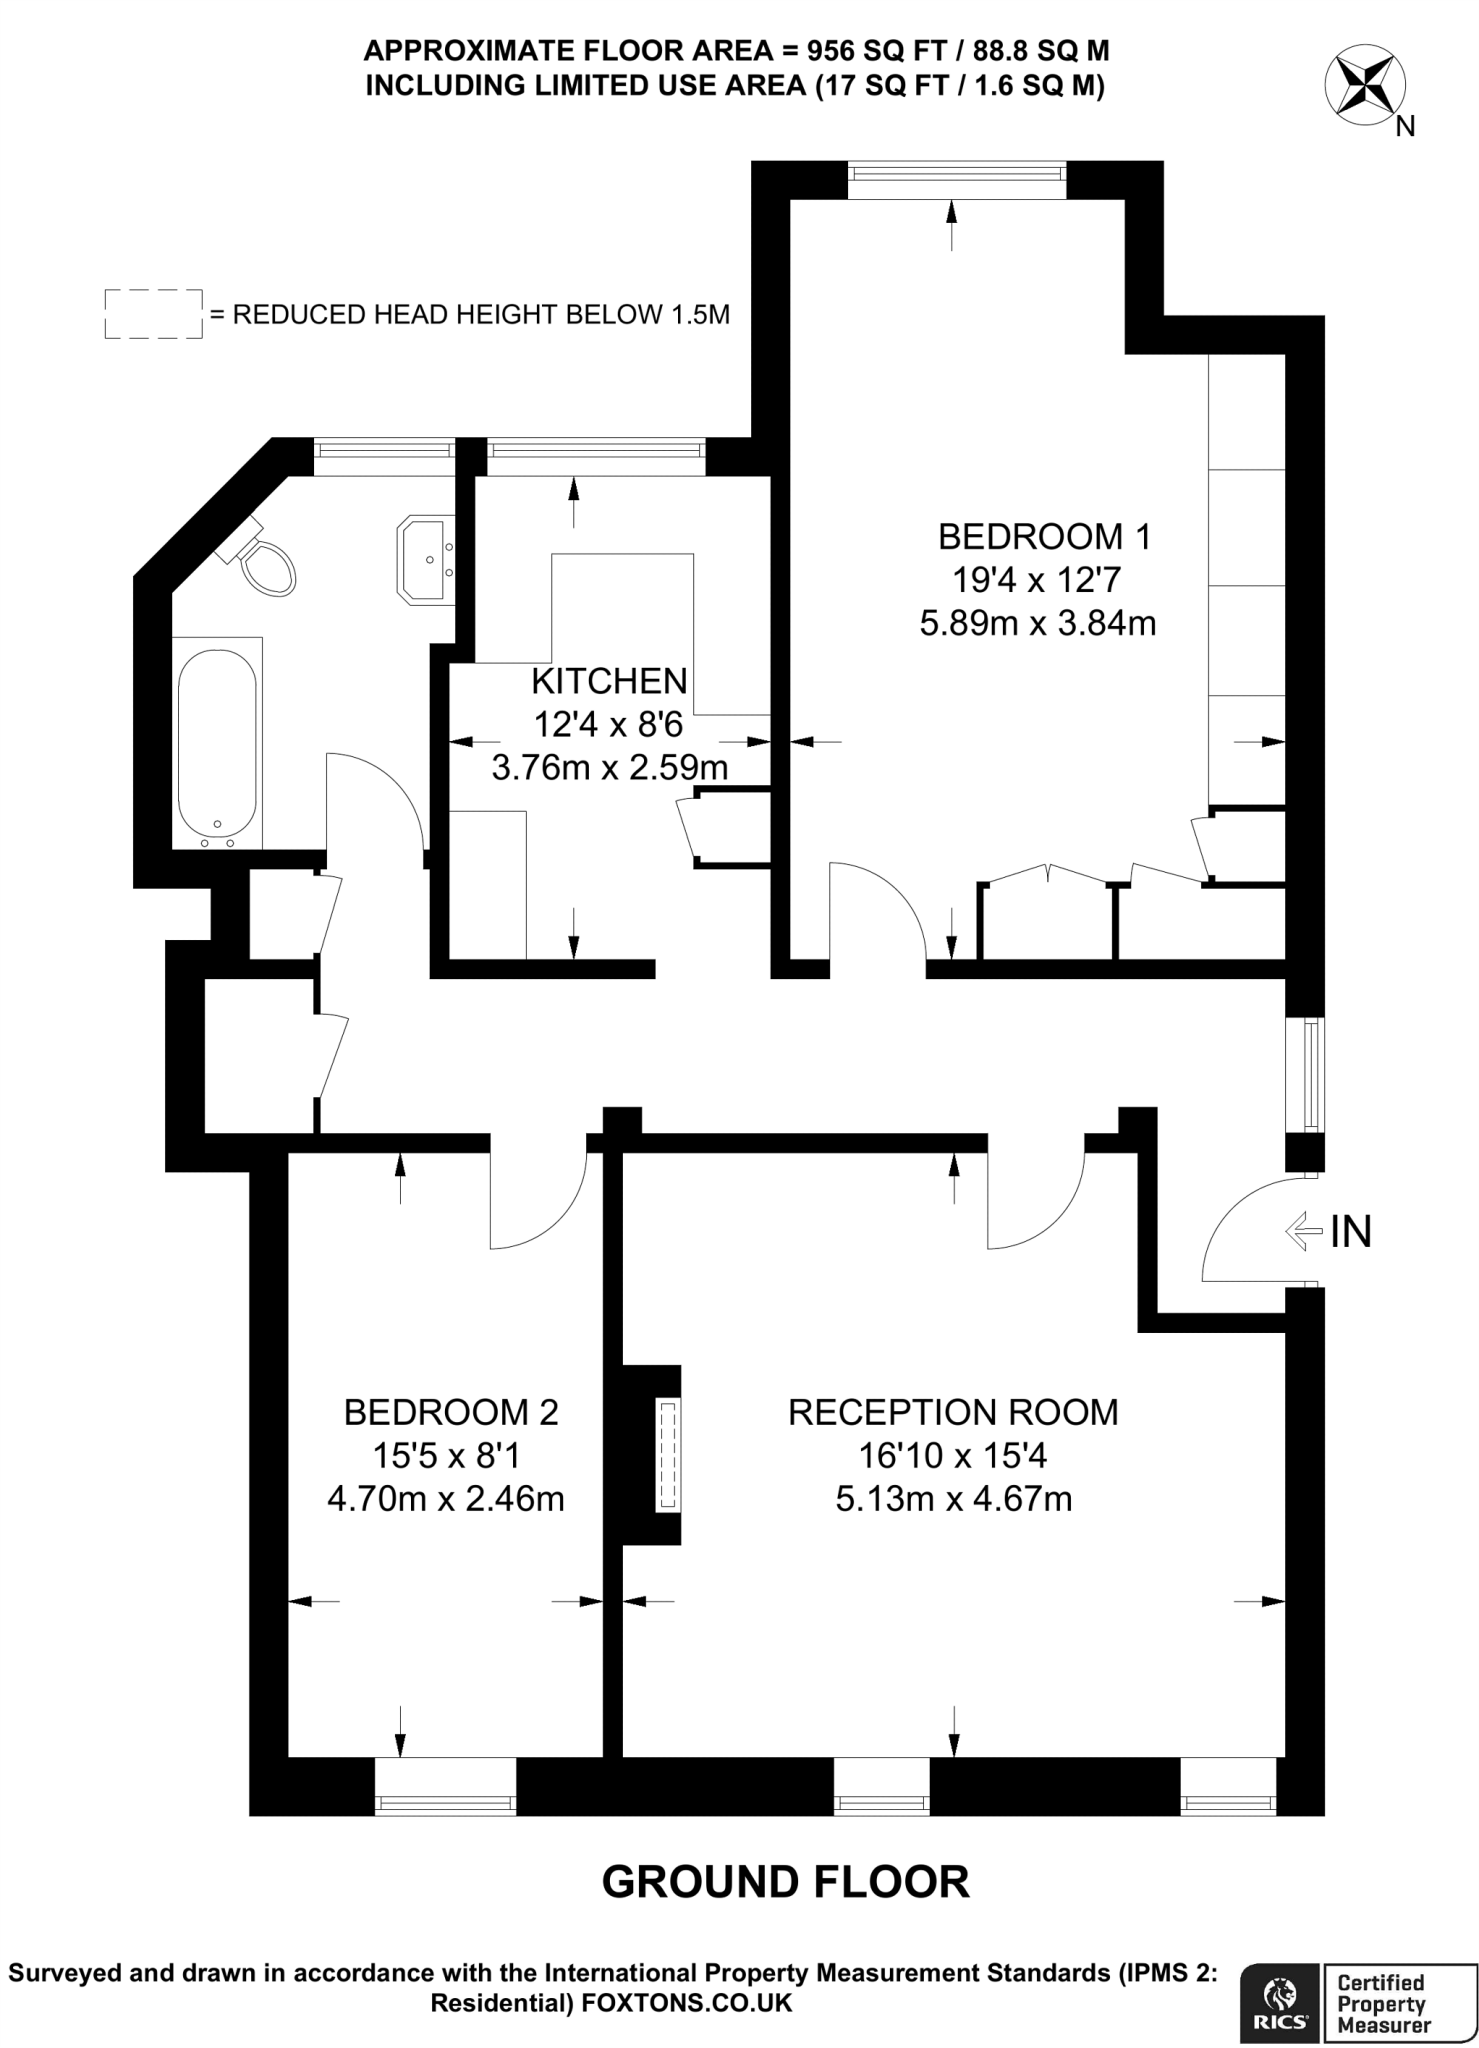 APPROXIMATE FLOOR AREA = 956 SQ FT / 88.8 SQ M
INCLUDING LIMITED USE AREA (17 SQ FT / 1.6 SQ M)
N
= REDUCED HEAD HEIGHT BELOW 1.5M
BEDROOM 1
19'4 x 12'7
5.89m x 3.84m
KITCHEN
12'4 x 8'6
3.76m x 2.59m
IN
BEDROOM 2
15'5 x 8'1
4.70m x 2.46m
RECEPTION ROOM
16'10 x 15'4
5.13m x 4.67m
GROUND FLOOR
Surveyed and drawn in accordance with the International Property Measurement Standards (IPMS 2:
Residential) FOXTONS.CO.UK
RICS
Certified
Property
Measurer